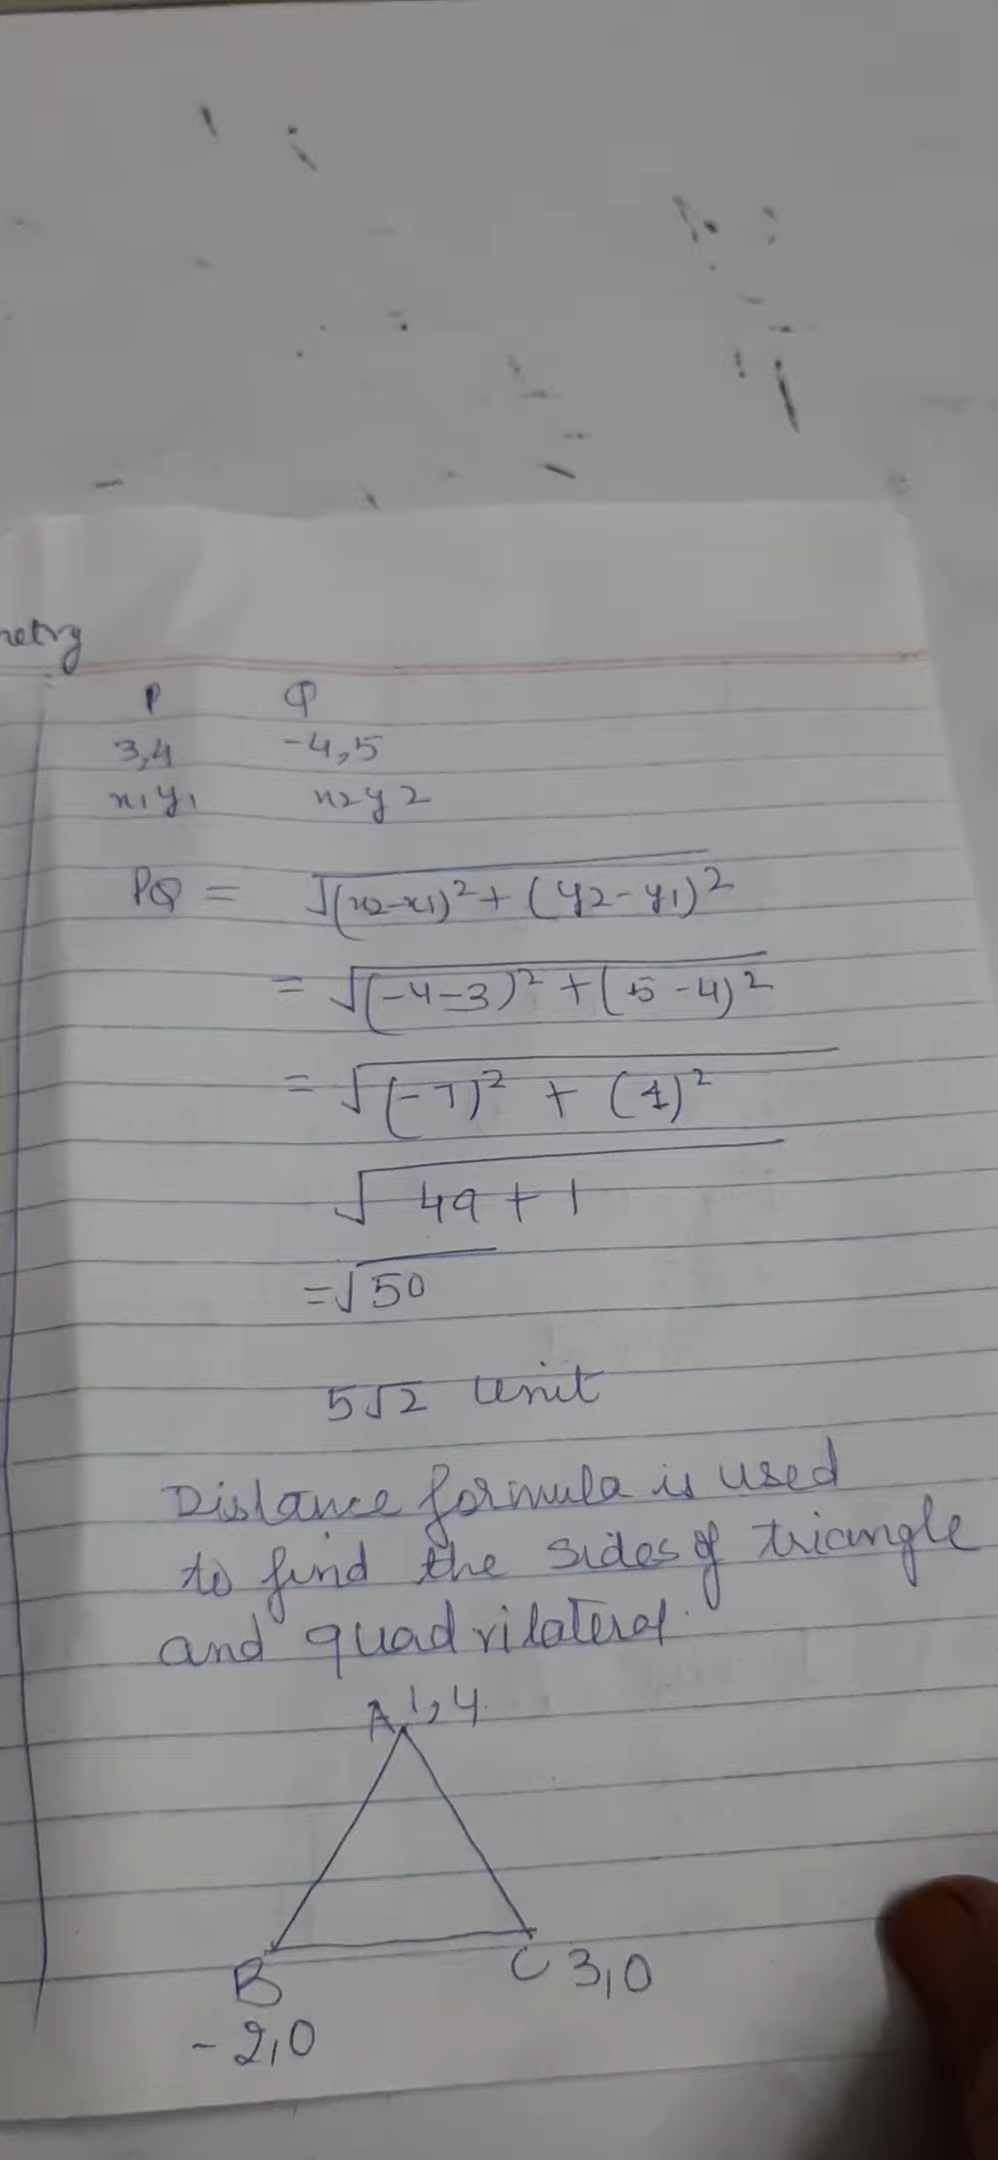 P Q
3,4 -4,5
x1y1 x2y2
PQ = √(x2-x1)² + (y2-y1)²
= √(-4-3)² + (5-4)²
= √(-7)² + (1)²
√49 + 1
= √50
5√2 unit
Distance formula is used
to find the sides of triangle
and quadrilateral.
A 1,4
B C 3,0
-2,0